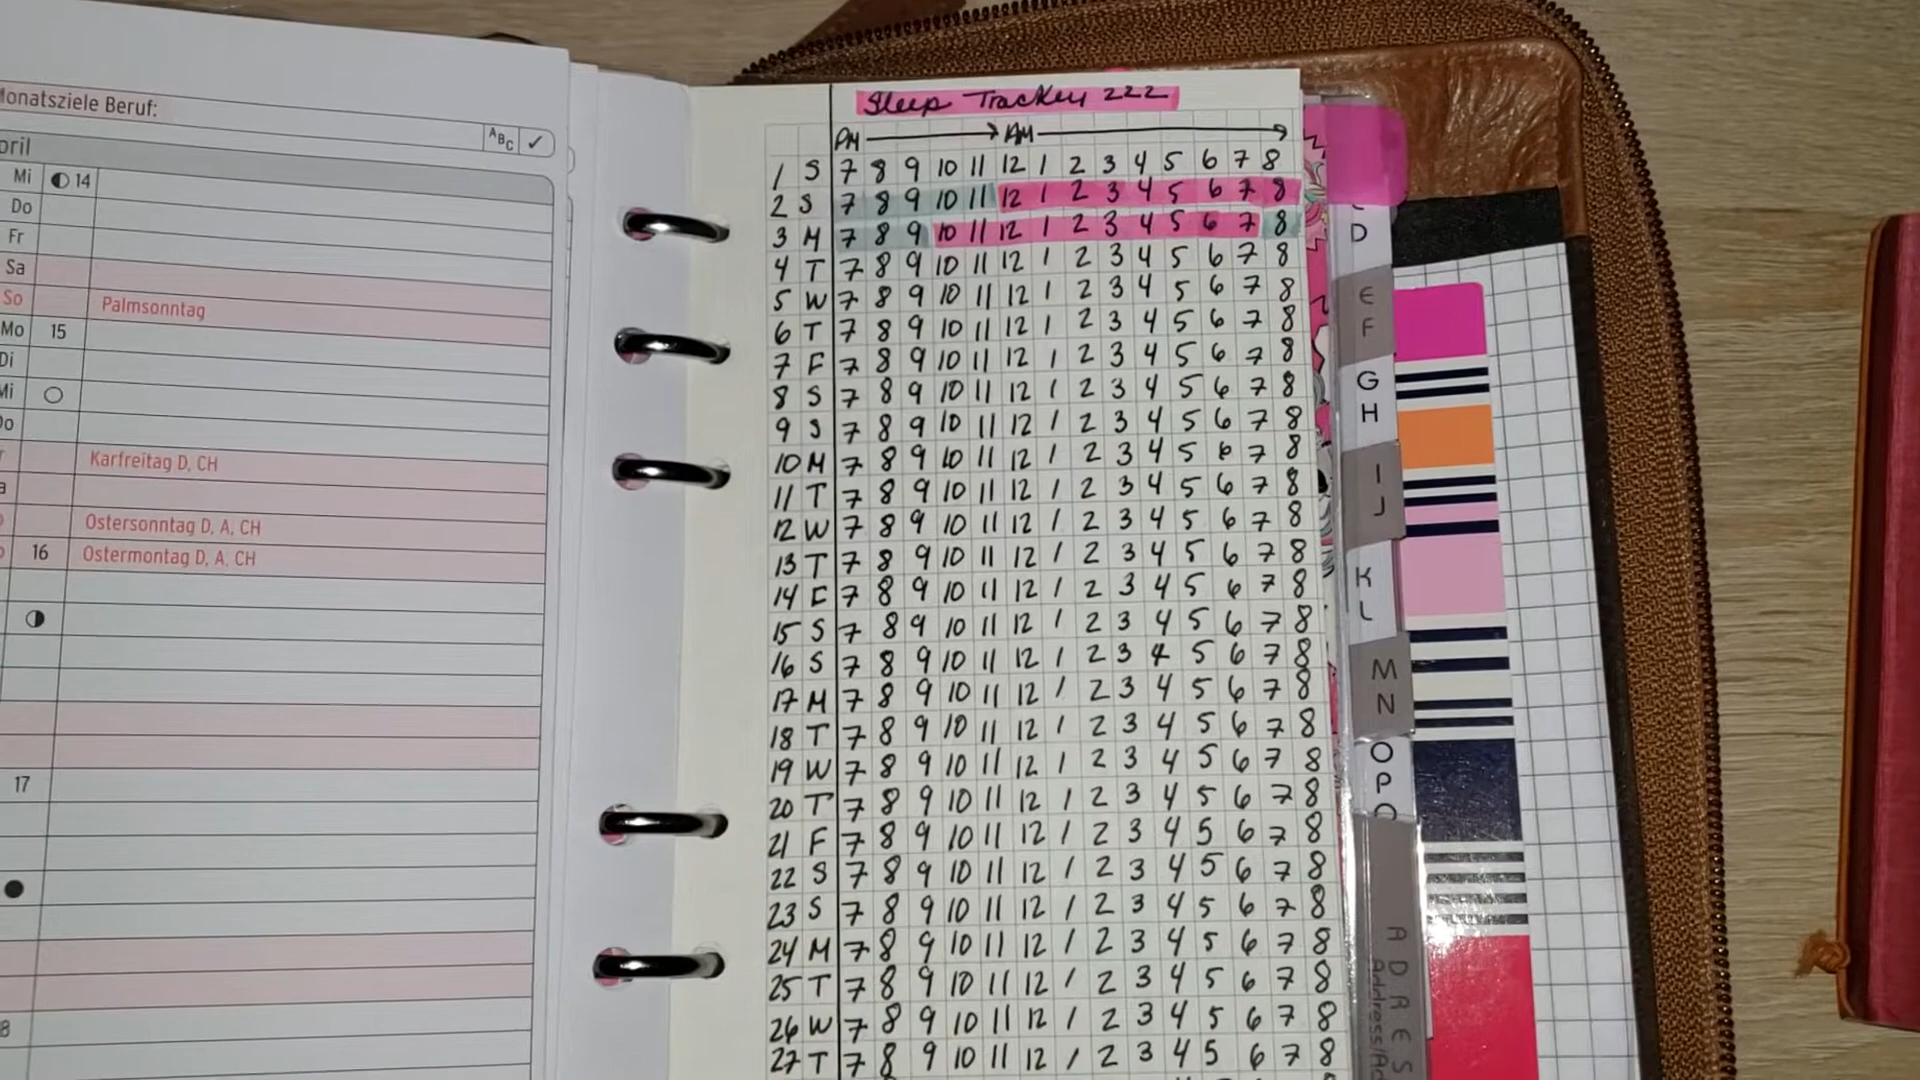 Monatsziele Beruf:
ABC ✓
April
Mi 14
Do
Fr
Sa
So Palmsonntag
Mo 15
Di
Mi
Do
Karfreitag D, CH
Ostersonntag D, A, CH
16 Ostermontag D, A, CH
17
Sleep Tracker zzz
PM AM
1 S 7 8 9 10 11 12 1 2 3 4 5 6 7 8
2 S 7 8 9 10 11 12 1 2 3 4 5 6 7 8
3 M 7 8 9 10 11 12 1 2 3 4 5 6 7 8
4 T 7 8 9 10 11 12 1 2 3 4 5 6 7 8
5 W 7 8 9 10 11 12 1 2 3 4 5 6 7 8
6 T 7 8 9 10 11 12 1 2 3 4 5 6 7 8
7 F 7 8 9 10 11 12 1 2 3 4 5 6 7 8
8 S 7 8 9 10 11 12 1 2 3 4 5 6 7 8
9 S 7 8 9 10 11 12 1 2 3 4 5 6 7 8
10 M 7 8 9 10 11 12 1 2 3 4 5 6 7 8
11 T 7 8 9 10 11 12 1 2 3 4 5 6 7 8
12 W 7 8 9 10 11 12 1 2 3 4 5 6 7 8
13 T 7 8 9 10 11 12 1 2 3 4 5 6 7 8
14 F 7 8 9 10 11 12 1 2 3 4 5 6 7 8
15 S 7 8 9 10 11 12 1 2 3 4 5 6 7 8
16 S 7 8 9 10 11 12 1 2 3 4 5 6 7 8
17 M 7 8 9 10 11 12 1 2 3 4 5 6 7 8
18 T 7 8 9 10 11 12 1 2 3 4 5 6 7 8
19 W 7 8 9 10 11 12 1 2 3 4 5 6 7 8
20 T 7 8 9 10 11 12 1 2 3 4 5 6 7 8
21 F 7 8 9 10 11 12 1 2 3 4 5 6 7 8
22 S 7 8 9 10 11 12 1 2 3 4 5 6 7 8
23 S 7 8 9 10 11 12 1 2 3 4 5 6 7 8
24 M 7 8 9 10 11 12 1 2 3 4 5 6 7 8
25 T 7 8 9 10 11 12 1 2 3 4 5 6 7 8
26 W 7 8 9 10 11 12 1 2 3 4 5 6 7 8
27 T 7 8 9 10 11 12 1 2 3 4 5 6 7 8
D
E
F
G
H
I
J
K
L
M
N
O
P
Q
ADRES
Address/Ad